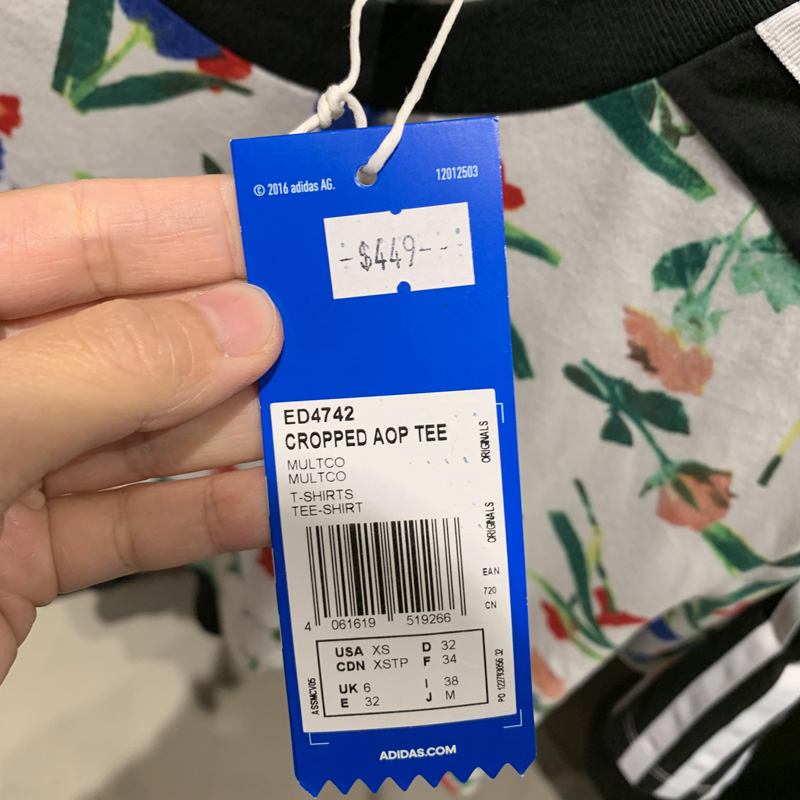 © 2016 adidas AG.
12012503
-$449-
ED4742
CROPPED AOP TEE
MULTCO
MULTCO
T-SHIRTS
TEE-SHIRT
ORIGINALS
ORIGINALS
EAN
720
CN
4 061619 519266
USA XS D 32
CDN XSTP F 34
UK 6 I 38
E 32 J M
ASSMCV05
ADIDAS.COM